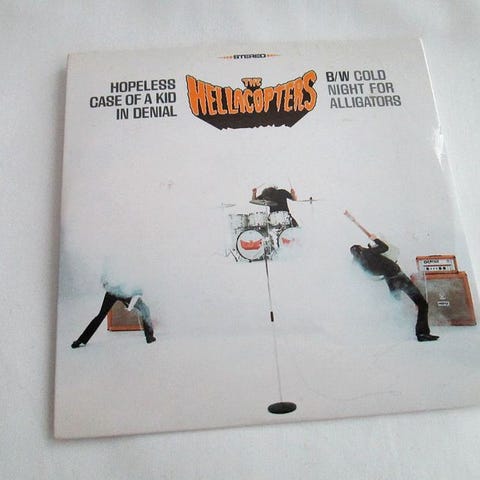 STEREO
HOPELESS
CASE OF A KID
IN DENIAL
THE
HELLACOPTERS
B/W COLD
NIGHT FOR
ALLIGATORS